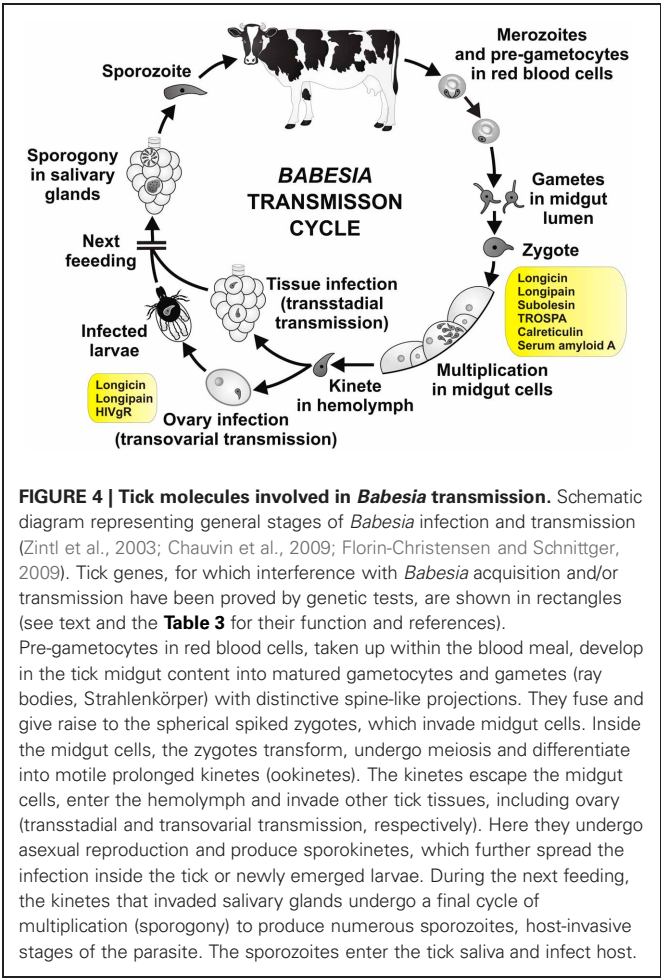 Merozoites
and pre-gametocytes
in red blood cells
Sporozoite
Sporogony
in salivary
glands
BABESIA
TRANSMISSON
CYCLE
Gametes
in midgut
lumen
Zygote
Next
feeeding
Tissue infection
(transstadial
transmission)
Longicin
Longipain
Subolesin
TROSPA
Calreticulin
Serum amyloid A
Infected
larvae
Multiplication
in midgut cells
Kinete
in hemolymph
Longicin
Longipain
HIVgR
Ovary infection
(transovarial transmission)
FIGURE 4 | Tick molecules involved in Babesia transmission. Schematic
diagram representing general stages of Babesia infection and transmission
(Zintl et al., 2003; Chauvin et al., 2009; Florin-Christensen and Schnittger,
2009). Tick genes, for which interference with Babesia acquisition and/or
transmission have been proved by genetic tests, are shown in rectangles
(see text and the Table 3 for their function and references).
Pre-gametocytes in red blood cells, taken up within the blood meal, develop
in the tick midgut content into matured gametocytes and gametes (ray
bodies, Strahlenkörper) with distinctive spine-like projections. They fuse and
give raise to the spherical spiked zygotes, which invade midgut cells. Inside
the midgut cells, the zygotes transform, undergo meiosis and differentiate
into motile prolonged kinetes (ookinetes). The kinetes escape the midgut
cells, enter the hemolymph and invade other tick tissues, including ovary
(transstadial and transovarial transmission, respectively). Here they undergo
asexual reproduction and produce sporokinetes, which further spread the
infection inside the tick or newly emerged larvae. During the next feeding,
the kinetes that invaded salivary glands undergo a final cycle of
multiplication (sporogony) to produce numerous sporozoites, host-invasive
stages of the parasite. The sporozoites enter the tick saliva and infect host.